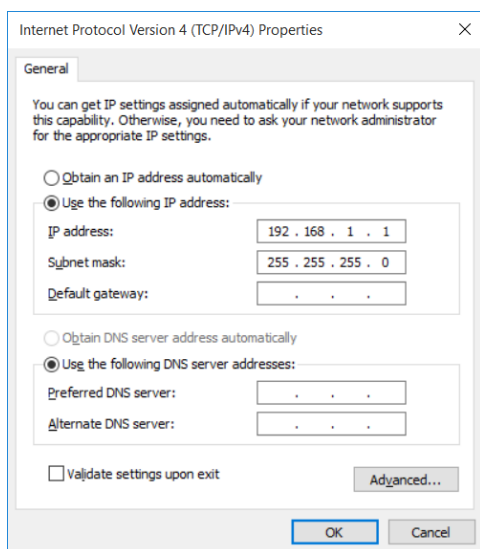 Internet Protocol Version 4 (TCP/IPv4) Properties
General
You can get IP settings assigned automatically if your network supports
this capability. Otherwise, you need to ask your network administrator
for the appropriate IP settings.
Obtain an IP address automatically
Use the following IP address:
IP address: 192 . 168 . 1 . 1
Subnet mask: 255 . 255 . 255 . 0
Default gateway: . . .
Obtain DNS server address automatically
Use the following DNS server addresses:
Preferred DNS server: . . .
Alternate DNS server: . . .
Validate settings upon exit
Advanced...
OK Cancel